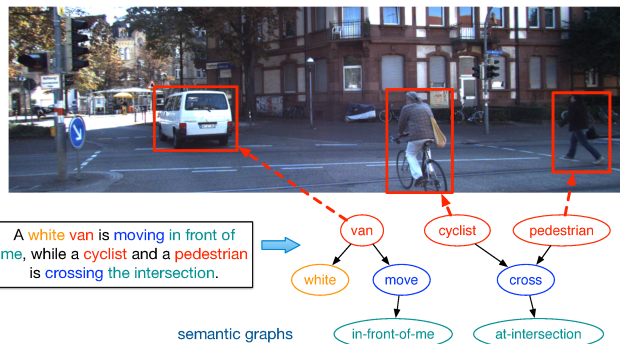 A white van is moving in front of
me, while a cyclist and a pedestrian
is crossing the intersection.
van
cyclist
pedestrian
white
move
cross
semantic graphs
in-front-of-me
at-intersection